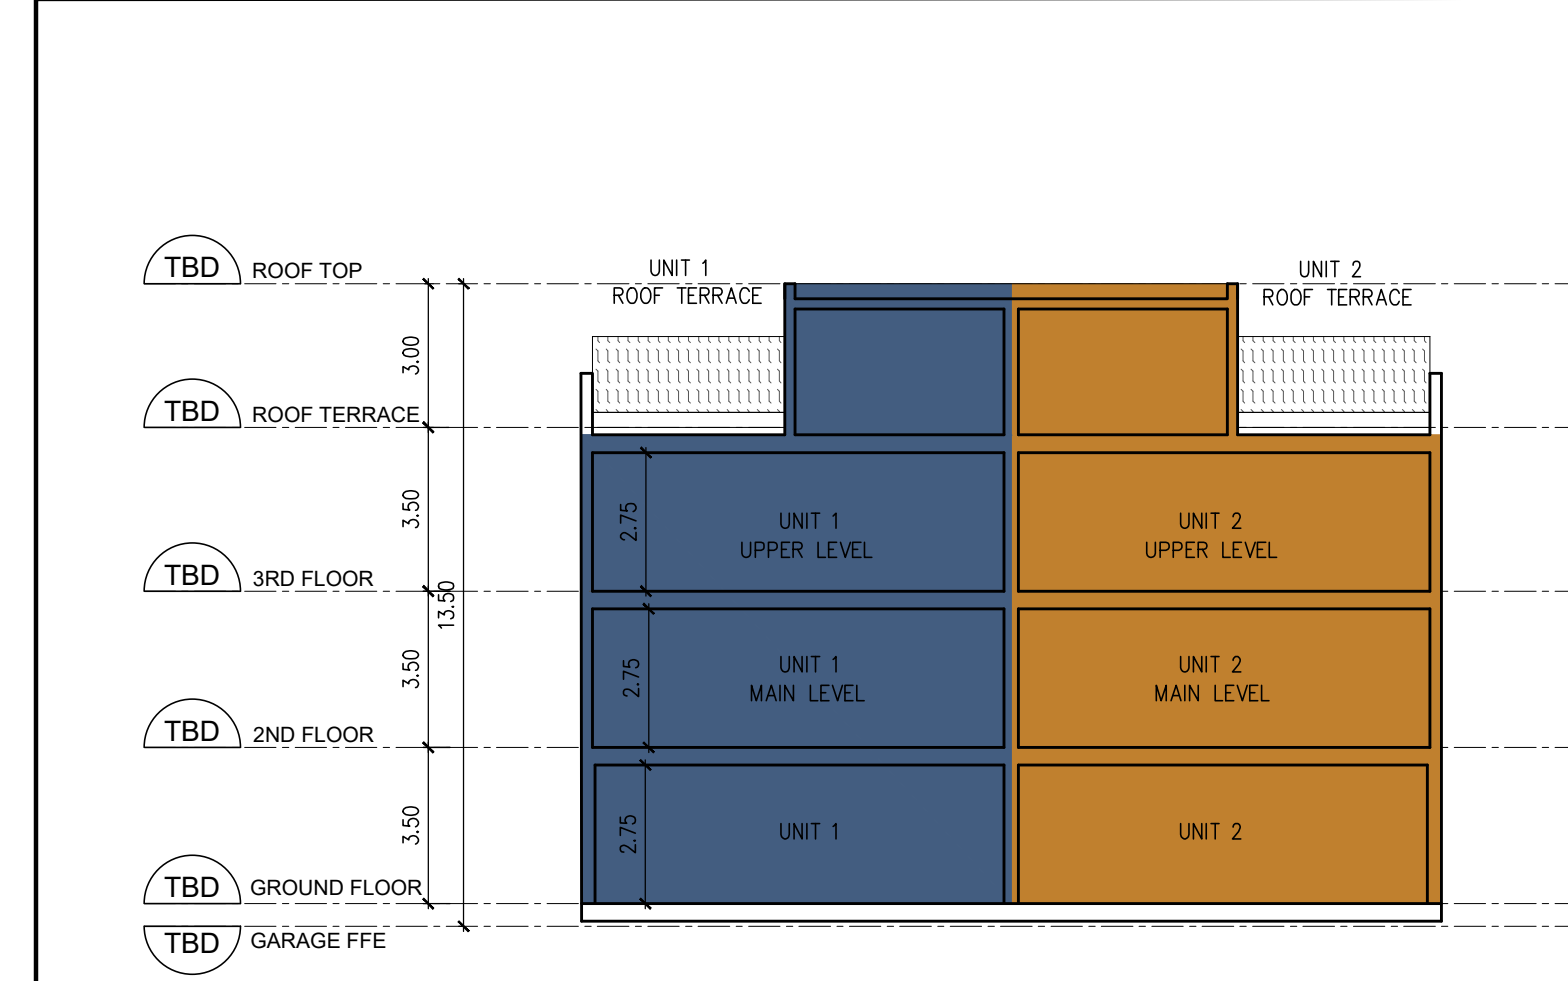 TBD ROOF TOP
UNIT 1
ROOF TERRACE
UNIT 2
ROOF TERRACE
3.00
TBD ROOF TERRACE
3.50
2.75
UNIT 1
UPPER LEVEL
UNIT 2
UPPER LEVEL
TBD 3RD FLOOR
13.50
3.50
2.75
UNIT 1
MAIN LEVEL
UNIT 2
MAIN LEVEL
TBD 2ND FLOOR
3.50
2.75
UNIT 1
UNIT 2
TBD GROUND FLOOR
TBD GARAGE FFE